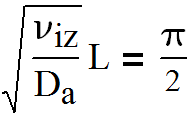 √(ν_iz / D_a) L = π / 2